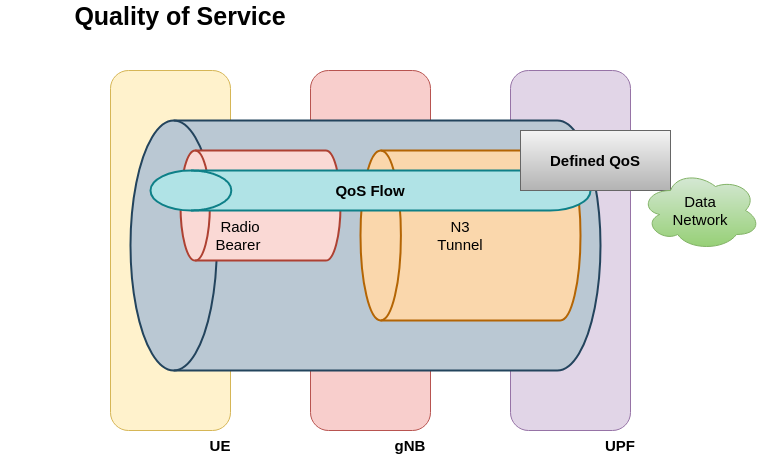 Quality of Service
Defined QoS
QoS Flow
Data
Network
Radio
Bearer
N3
Tunnel
UE
gNB
UPF